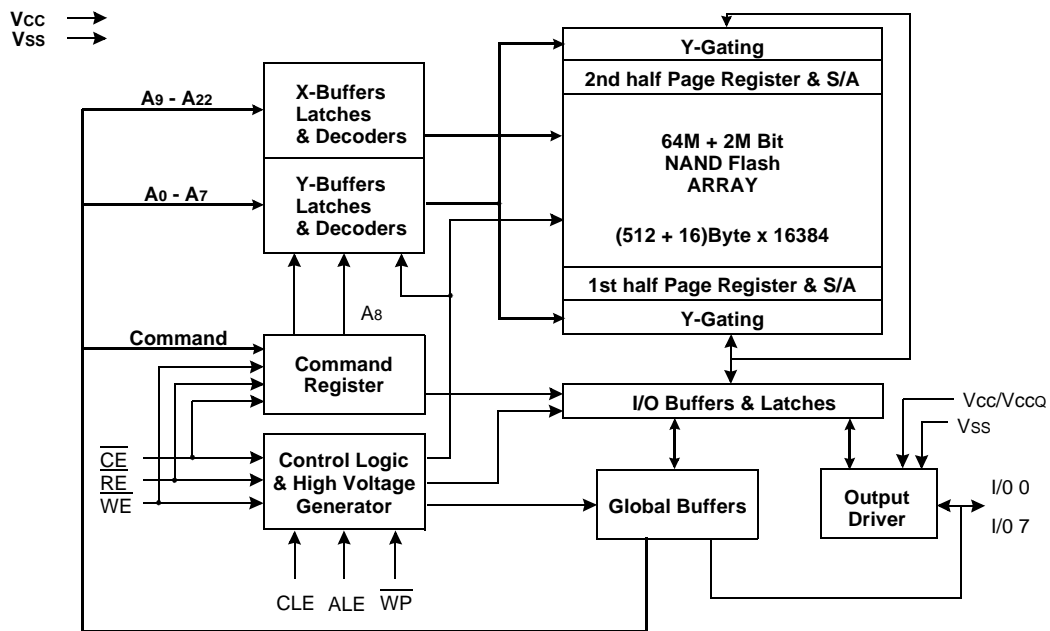 VCC
VSS
A9 - A22
X-Buffers
Latches
& Decoders
A0 - A7
Y-Buffers
Latches
& Decoders
Y-Gating
2nd half Page Register & S/A
64M + 2M Bit
NAND Flash
ARRAY
(512 + 16)Byte x 16384
1st half Page Register & S/A
Y-Gating
A8
Command
Command
Register
I/O Buffers & Latches
VCC/VCCQ
VSS
CE
RE
WE
Control Logic
& High Voltage
Generator
Global Buffers
Output
Driver
I/0 0
I/0 7
CLE
ALE
WP